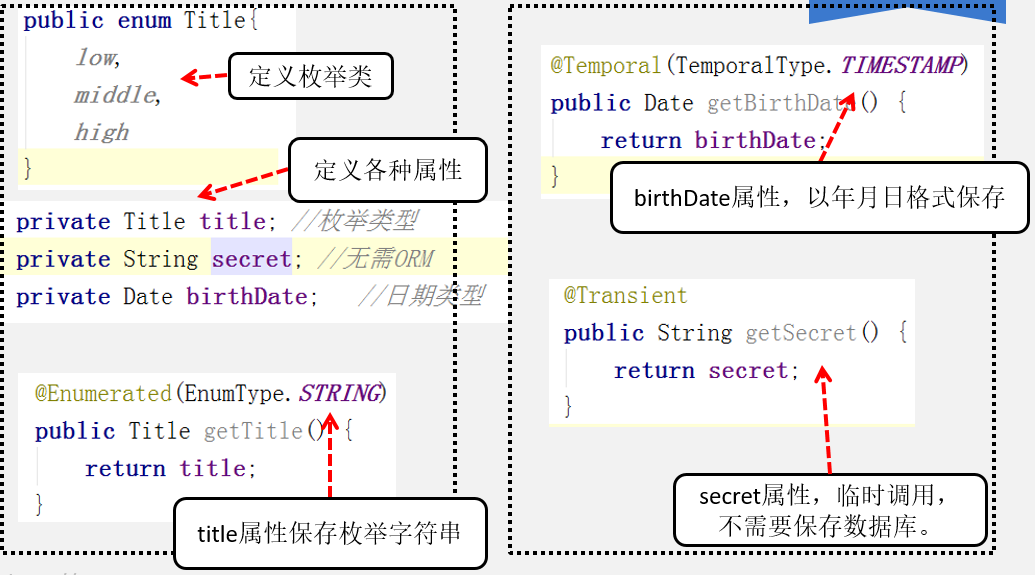 public enum Title{
low,
middle,
high
}
定义枚举类
定义各种属性
private Title title; //枚举类型
private String secret; //无需ORM
private Date birthDate; //日期类型
@Enumerated(EnumType.STRING)
public Title getTitle() {
return title;
}
title属性保存枚举字符串
@Temporal(TemporalType.TIMESTAMP)
public Date getBirthDate() {
return birthDate;
}
birthDate属性，以年月日格式保存
@Transient
public String getSecret() {
return secret;
}
secret属性，临时调用，
不需要保存数据库。